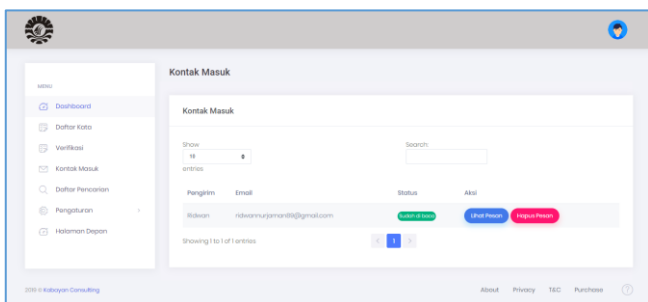 Kontak Masuk
MENU
Dashboard
Daftar Kata
Verifikasi
Kontak Masuk
Daftar Pencarian
Pengaturan
Halaman Depan
Kontak Masuk
Show
10
entries
Search:
Pengirim Email Status Aksi
Ridwan ridwannurjaman69@gmail.com Sudah di baca Lihat Pesan Hapus Pesan
Showing 1 to 1 of 1 entries
1
2019 © Kabayan Consulting
About Privacy T&C Purchase